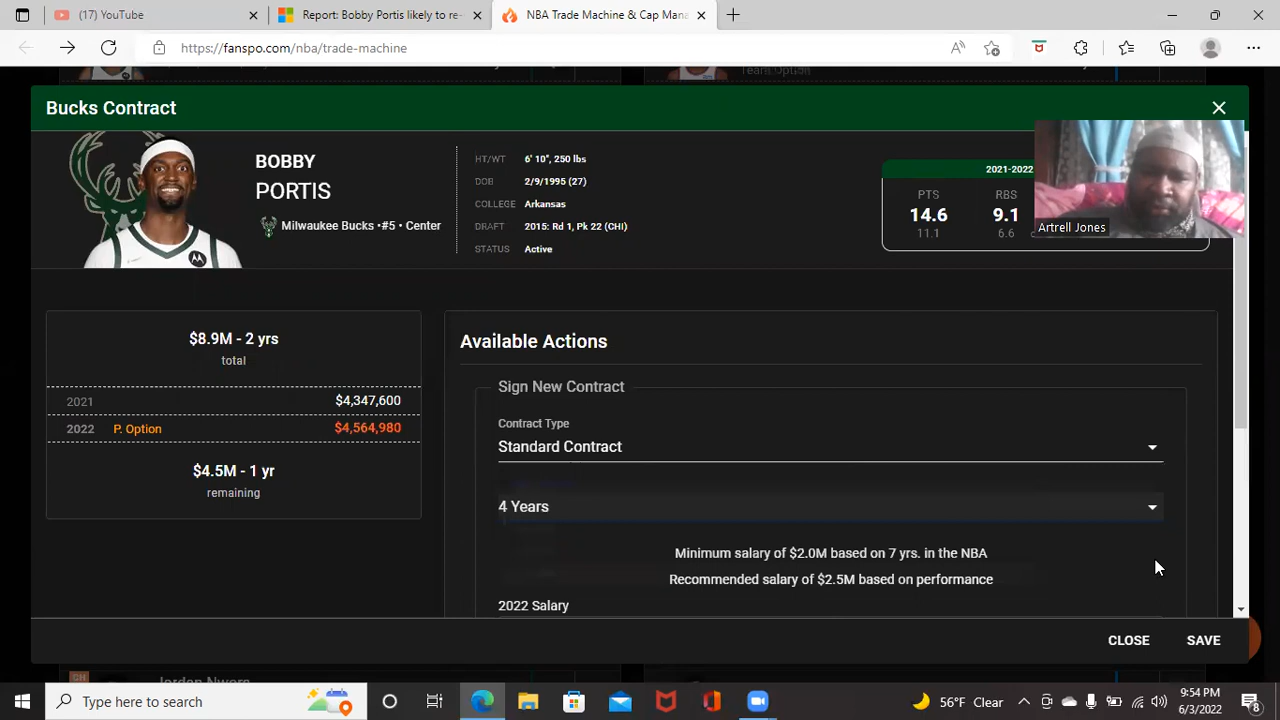 (17) YouTube
Report: Bobby Portis likely to re-
NBA Trade Machine & Cap Mana
https://fanspo.com/nba/trade-machine
Team Option
Bucks Contract
BOBBY
PORTIS
Milwaukee Bucks •#5 • Center
HT/WT 6' 10", 250 lbs
DOB 2/9/1995 (27)
COLLEGE Arkansas
DRAFT 2015: Rd 1, Pk 22 (CHI)
STATUS Active
2021-2022
PTS RBS
14.6 9.1
11.1 6.6
Artrell Jones
$8.9M - 2 yrs
total
2021 $4,347,600
2022 P. Option $4,564,980
$4.5M - 1 yr
remaining
Available Actions
Sign New Contract
Contract Type
Standard Contract
4 Years
Minimum salary of $2.0M based on 7 yrs. in the NBA
Recommended salary of $2.5M based on performance
2022 Salary
CLOSE SAVE
Jordan Nwora
Type here to search
56°F Clear
9:54 PM
6/3/2022
8